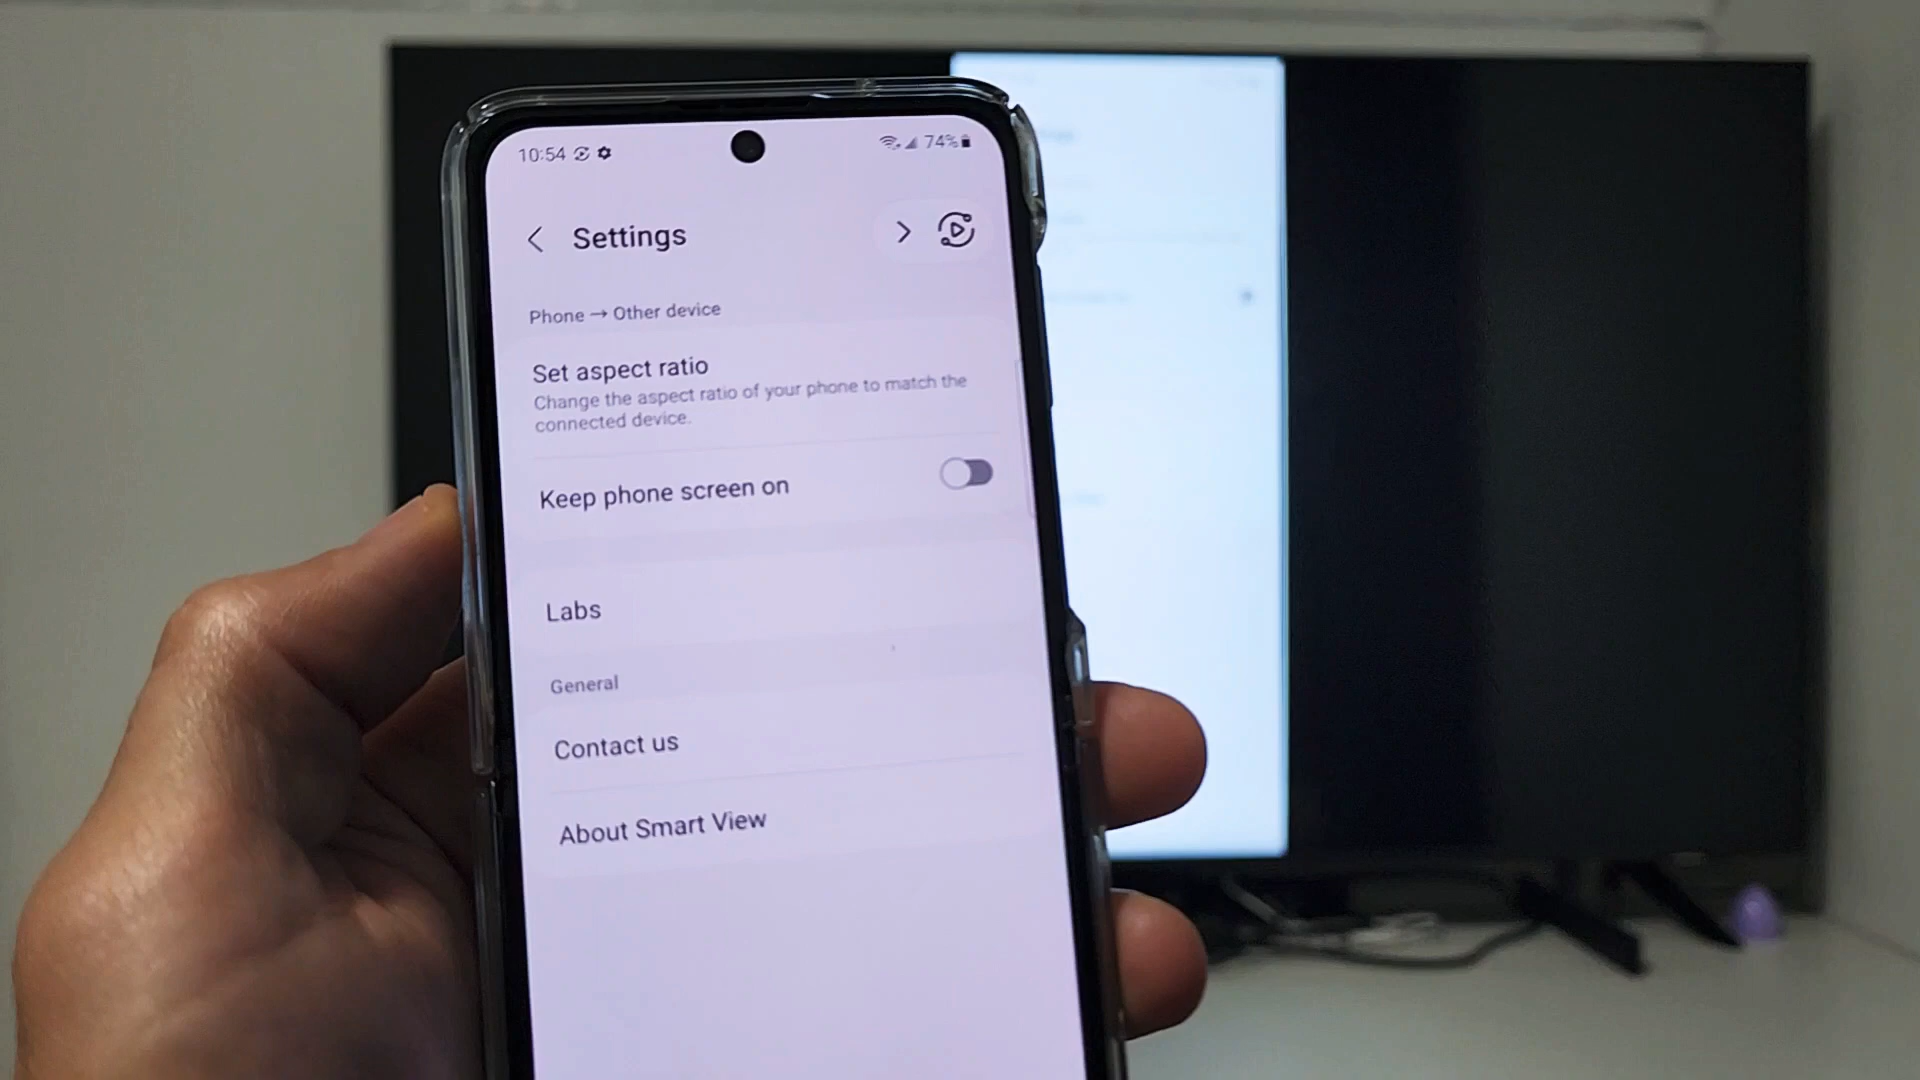 10:54 74%
Settings
Phone → Other device
Set aspect ratio
Change the aspect ratio of your phone to match the
connected device.
Keep phone screen on
Labs
General
Contact us
About Smart View